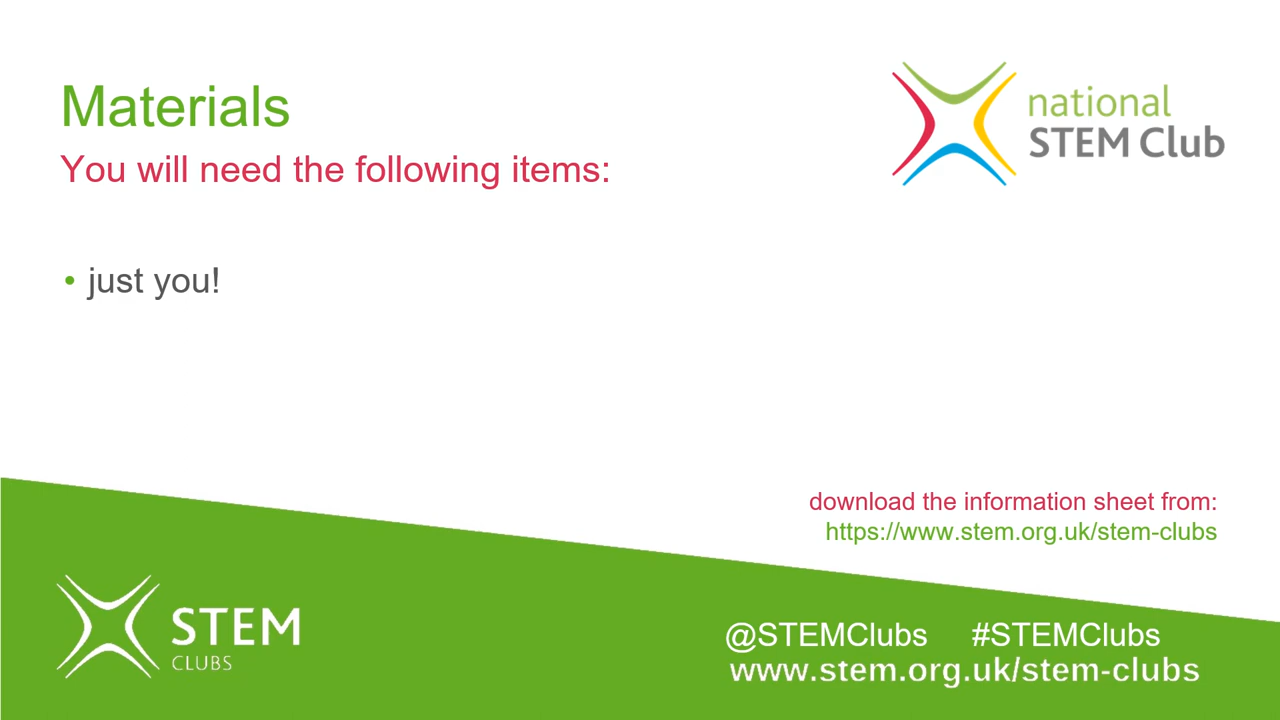 Materials
You will need the following items:
national
STEM Club
• just you!
download the information sheet from:
https://www.stem.org.uk/stem-clubs
STEM
CLUBS
@STEMClubs #STEMClubs
www.stem.org.uk/stem-clubs